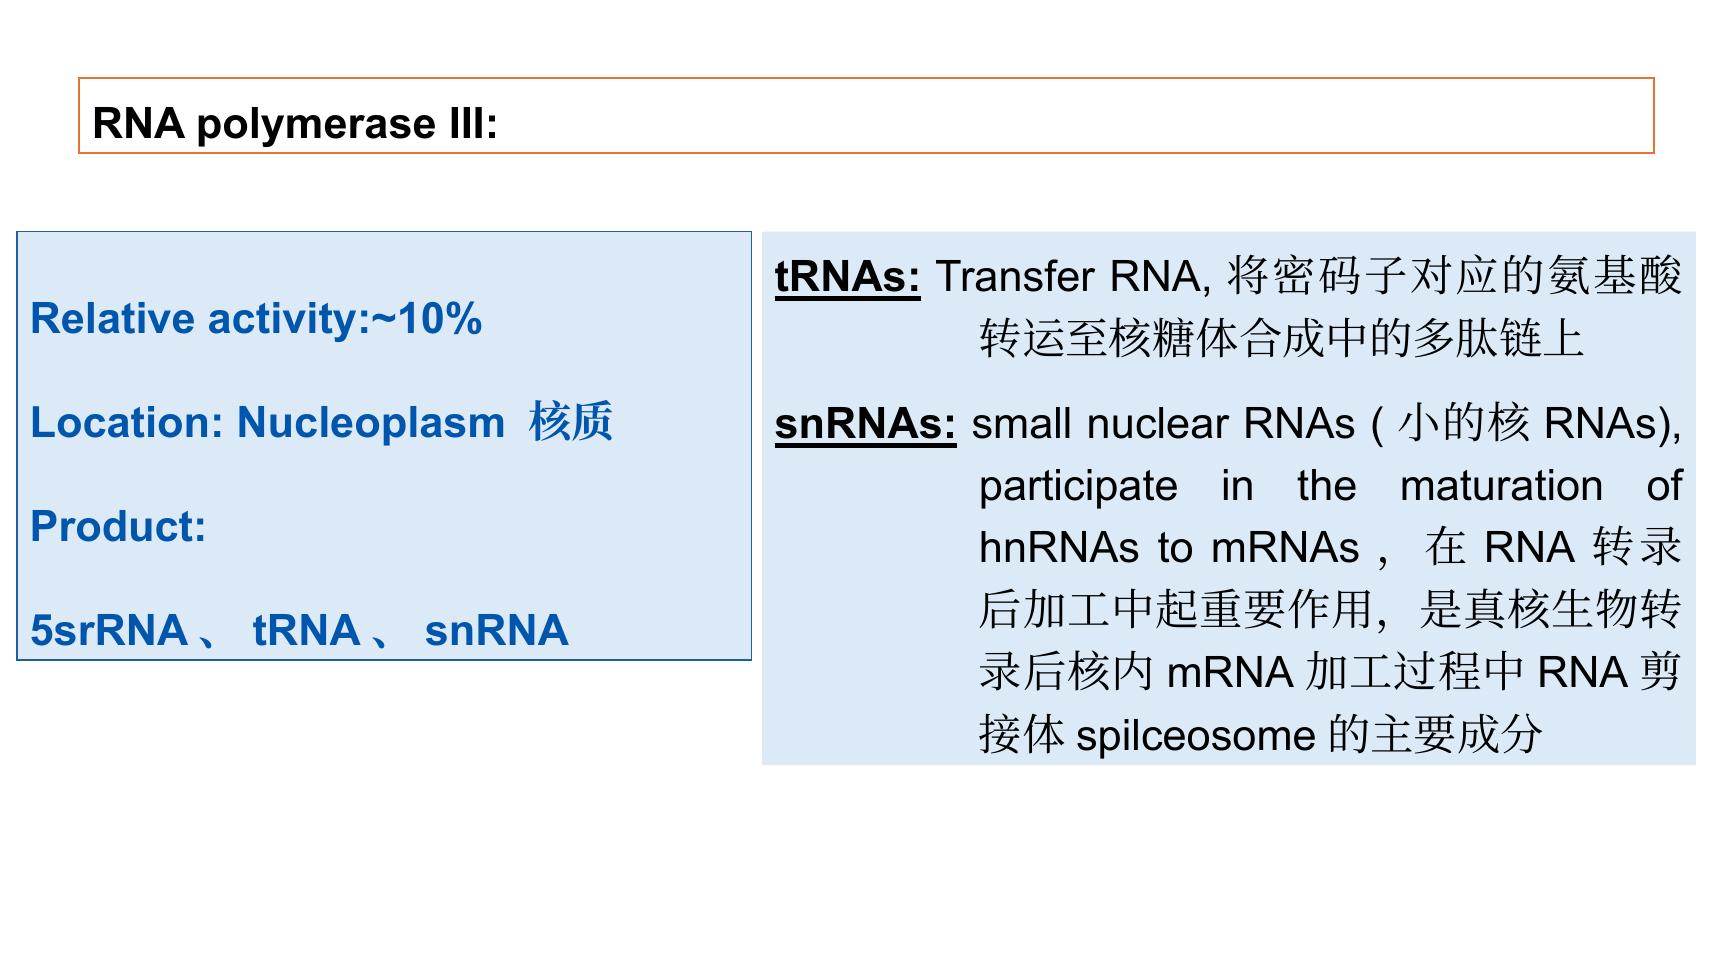 RNA polymerase III:
Relative activity:~10%
Location: Nucleoplasm 核质
Product:
5srRNA 、 tRNA 、 snRNA
tRNAs: Transfer RNA, 将密码子对应的氨基酸
转运至核糖体合成中的多肽链上
snRNAs: small nuclear RNAs ( 小的核 RNAs),
participate in the maturation of
hnRNAs to mRNAs ，在 RNA 转录
后加工中起重要作用，是真核生物转
录后核内 mRNA 加工过程中 RNA 剪
接体 spilceosome 的主要成分